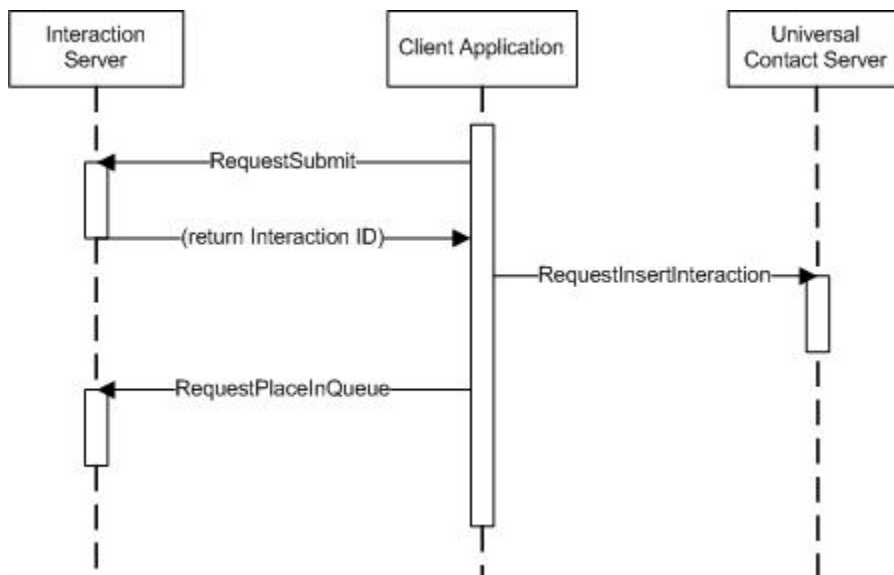 Interaction
Server
Client Application
Universal
Contact Server
RequestSubmit
(return Interaction ID)
RequestInsertInteraction
RequestPlaceInQueue